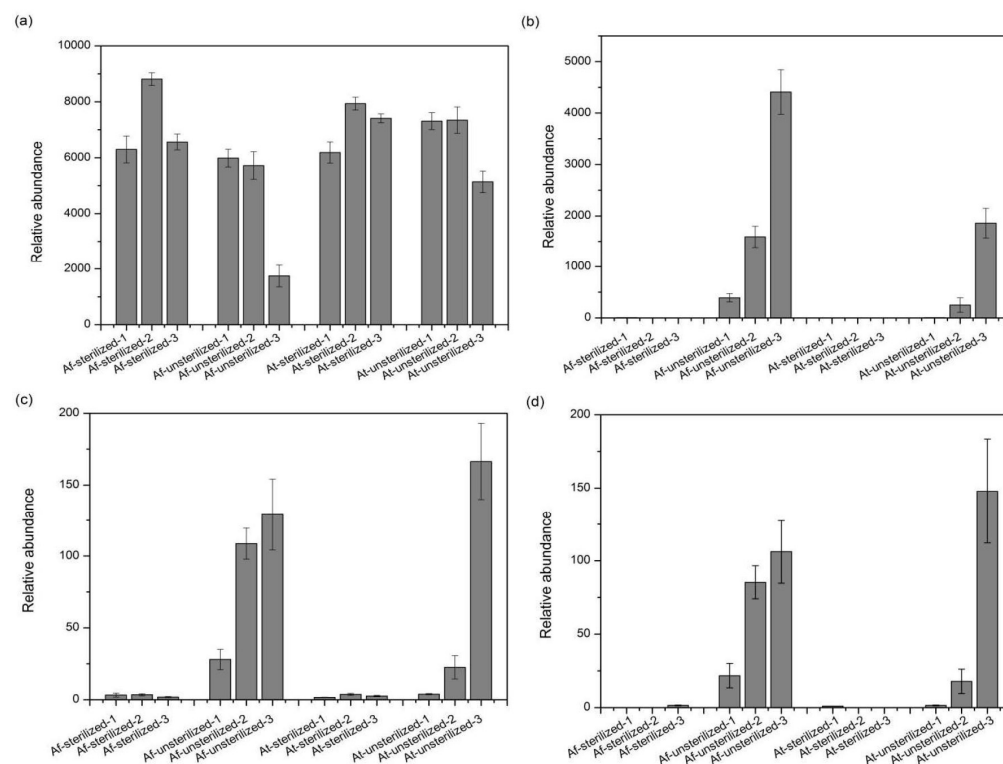 (a)
10000
8000
6000
4000
2000
0
Relative abundance
Af-sterilized-1
Af-sterilized-2
Af-sterilized-3
Af-unsterilized-1
Af-unsterilized-2
Af-unsterilized-3
At-sterilized-1
At-sterilized-2
At-sterilized-3
At-unsterilized-1
At-unsterilized-2
At-unsterilized-3
(b)
5000
4000
3000
2000
1000
0
Relative abundance
Af-sterilized-1
Af-sterilized-2
Af-sterilized-3
Af-unsterilized-1
Af-unsterilized-2
Af-unsterilized-3
At-sterilized-1
At-sterilized-2
At-sterilized-3
At-unsterilized-1
At-unsterilized-2
At-unsterilized-3
(c)
200
150
100
50
0
Relative abundance
Af-sterilized-1
Af-sterilized-2
Af-sterilized-3
Af-unsterilized-1
Af-unsterilized-2
Af-unsterilized-3
At-sterilized-1
At-sterilized-2
At-sterilized-3
At-unsterilized-1
At-unsterilized-2
At-unsterilized-3
(d)
200
150
100
50
0
Relative abundance
Af-sterilized-1
Af-sterilized-2
Af-sterilized-3
Af-unsterilized-1
Af-unsterilized-2
Af-unsterilized-3
At-sterilized-1
At-sterilized-2
At-sterilized-3
At-unsterilized-1
At-unsterilized-2
At-unsterilized-3